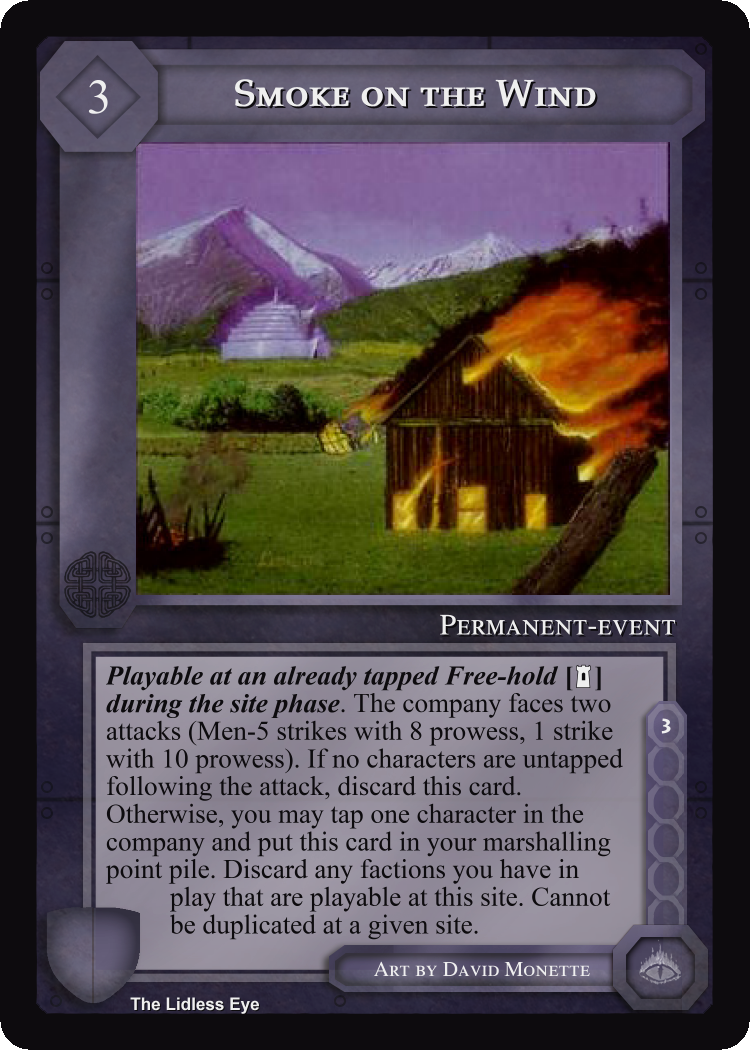 3
Smoke on the Wind
Permanent-event
Playable at an already tapped Free-hold [ ]
during the site phase. The company faces two
attacks (Men-5 strikes with 8 prowess, 1 strike
with 10 prowess). If no characters are untapped
following the attack, discard this card.
Otherwise, you may tap one character in the
company and put this card in your marshalling
point pile. Discard any factions you have in
play that are playable at this site. Cannot
be duplicated at a given site.
3
Art by David Monette
The Lidless Eye